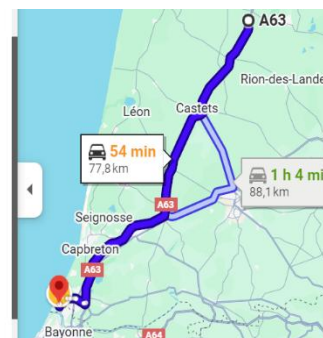 A63
Rion-des-Lande
Léon
Castets
54 min
77,8 km
1 h 4 mi
88,1 km
A63
Seignosse
Capbreton
A63
Bayonne
A64